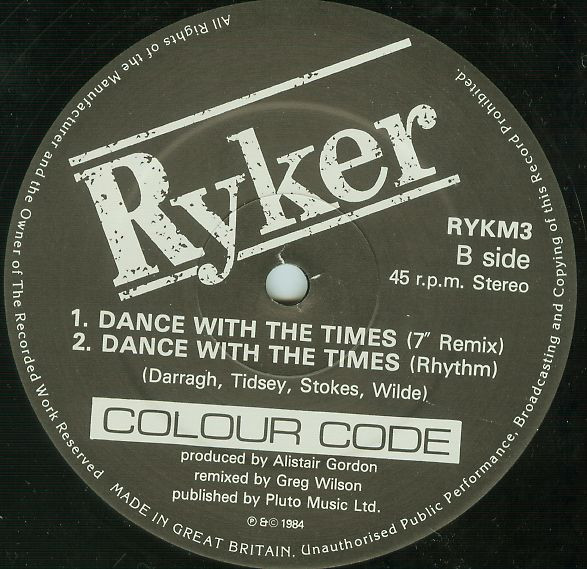 Ryker
RYKM3
B side
45 r.p.m. Stereo
1. DANCE WITH THE TIMES (7" Remix)
2. DANCE WITH THE TIMES (Rhythm)
(Darragh, Tidsey, Stokes, Wilde)
COLOUR CODE
produced by Alistair Gordon
remixed by Greg Wilson
published by Pluto Music Ltd.
℗ &© 1984
All Rights of the Manufacturer and the Owner of The Recorded Work Reserved
MADE IN GREAT BRITAIN. Unauthorised Public Performance, Broadcasting and Copying of this Record Prohibited.